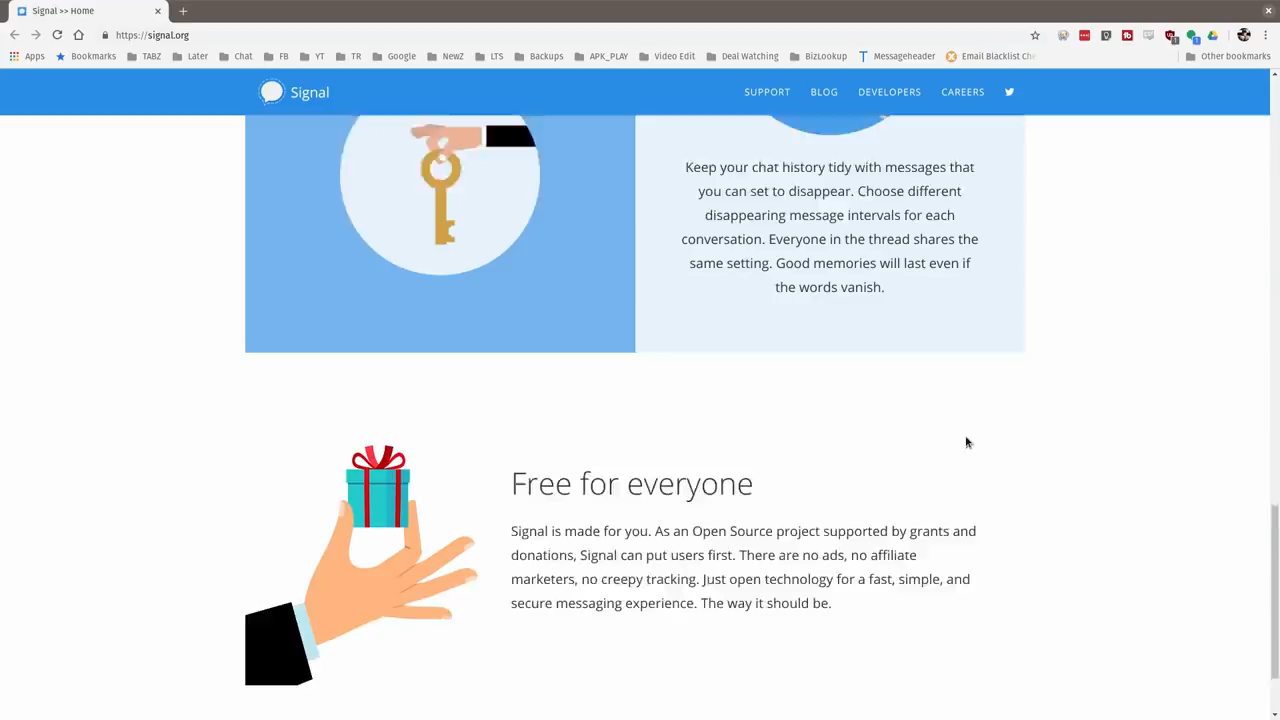 Signal >> Home
https://signal.org
Apps Bookmarks TABZ Later Chat FB YT TR Google NewZ LTS Backups APK_PLAY Video Edit Deal Watching BizLookup Messageheader Email Blacklist Che Other bookmarks
Signal SUPPORT BLOG DEVELOPERS CAREERS
Keep your chat history tidy with messages that
you can set to disappear. Choose different
disappearing message intervals for each
conversation. Everyone in the thread shares the
same setting. Good memories will last even if
the words vanish.
Free for everyone
Signal is made for you. As an Open Source project supported by grants and
donations, Signal can put users first. There are no ads, no affiliate
marketers, no creepy tracking. Just open technology for a fast, simple, and
secure messaging experience. The way it should be.